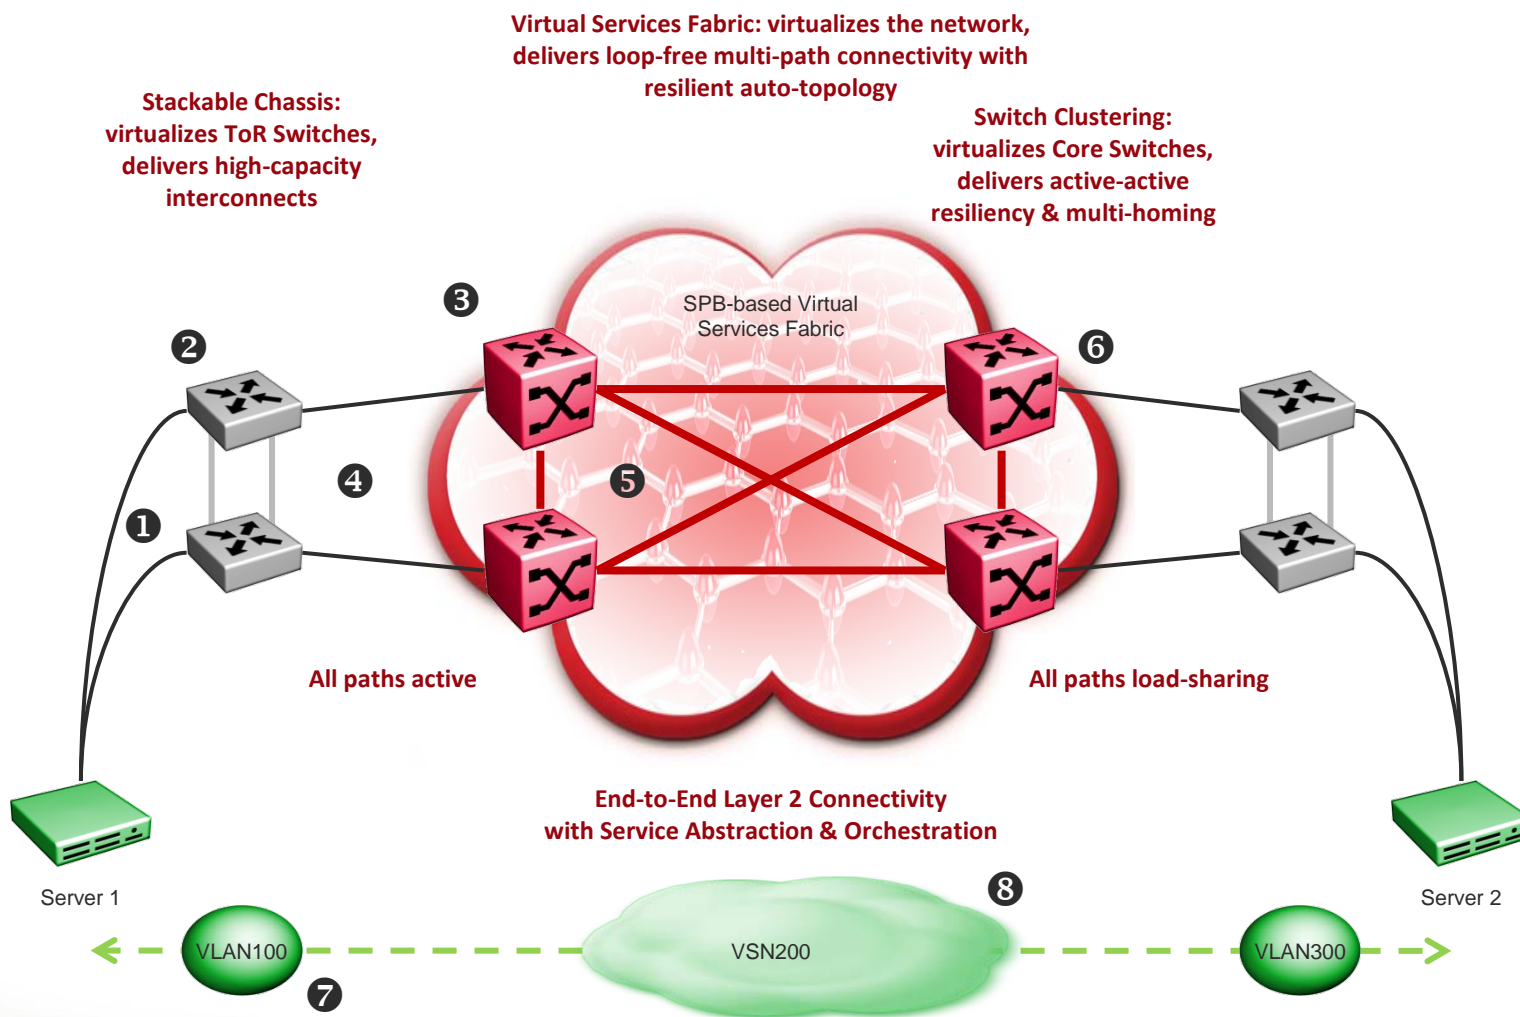 Virtual Services Fabric: virtualizes the network,
delivers loop-free multi-path connectivity with
resilient auto-topology
Stackable Chassis:
virtualizes ToR Switches,
delivers high-capacity
interconnects
Switch Clustering:
virtualizes Core Switches,
delivers active-active
resiliency & multi-homing
SPB-based Virtual
Services Fabric
❸
❷
❻
❹
❺
❶
All paths active
All paths load-sharing
End-to-End Layer 2 Connectivity
with Service Abstraction & Orchestration
Server 1
❽
Server 2
VLAN100
VSN200
VLAN300
❼